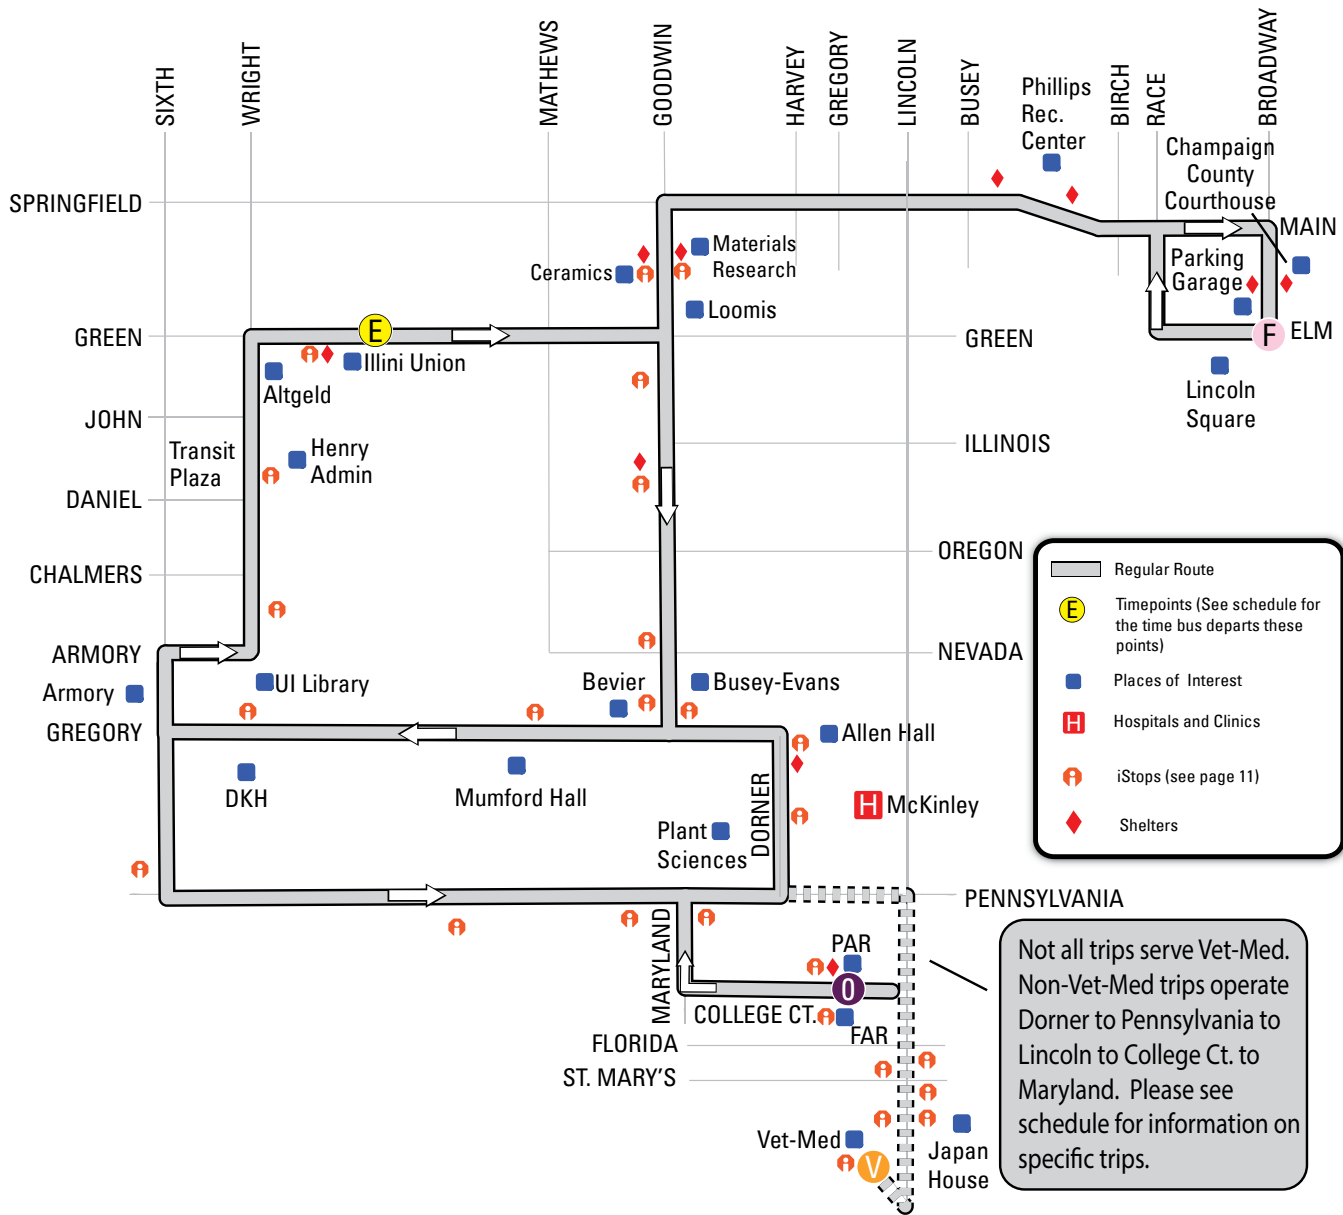 SIXTH
WRIGHT
MATHEWS
GOODWIN
HARVEY
GREGORY
LINCOLN
BUSEY
Phillips
Rec.
Center
BIRCH
RACE
BROADWAY
Champaign
County
Courthouse
SPRINGFIELD
MAIN
Materials
Research
Ceramics
Parking
Garage
Loomis
GREEN
E
GREEN
F
ELM
Illini Union
Altgeld
Lincoln
Square
JOHN
Transit
Plaza
Henry
Admin
ILLINOIS
DANIEL
OREGON
CHALMERS
Regular Route
E
Timepoints (See schedule for
the time bus departs these
points)
Places of Interest
H
Hospitals and Clinics
iStops (see page 11)
Shelters
ARMORY
NEVADA
Armory
UI Library
Bevier
Busey-Evans
GREGORY
Allen Hall
DKH
Mumford Hall
DORNER
H
McKinley
Plant
Sciences
PENNSYLVANIA
MARYLAND
PAR
O
COLLEGE CT.
FAR
FLORIDA
ST. MARY'S
Vet-Med
V
Japan
House
Not all trips serve Vet-Med.
Non-Vet-Med trips operate
Dorner to Pennsylvania to
Lincoln to College Ct. to
Maryland. Please see
schedule for information on
specific trips.